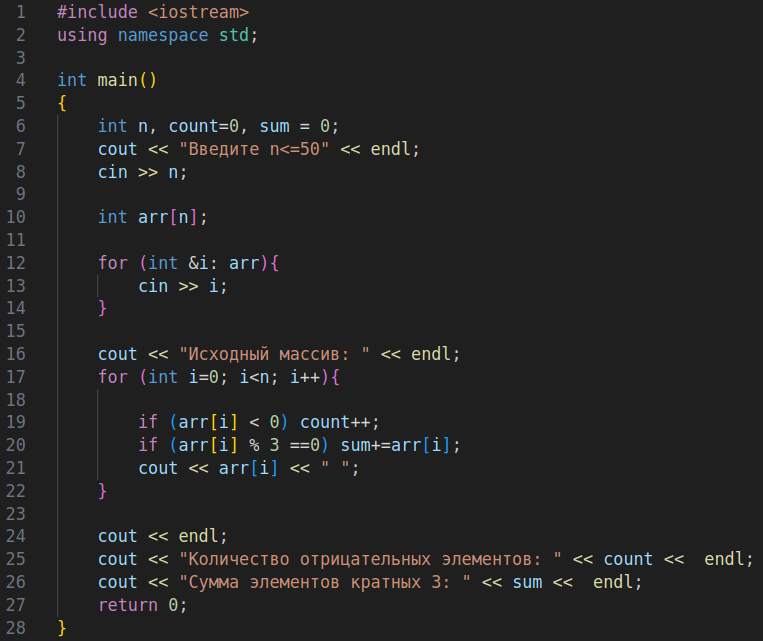 1 #include <iostream>
2 using namespace std;
3
4 int main()
5 {
6     int n, count=0, sum = 0;
7     cout << "Введите n<=50" << endl;
8     cin >> n;
9
10     int arr[n];
11
12     for (int &i: arr){
13         cin >> i;
14     }
15
16     cout << "Исходный массив: " << endl;
17     for (int i=0; i<n; i++){
18
19         if (arr[i] < 0) count++;
20         if (arr[i] % 3 ==0) sum+=arr[i];
21         cout << arr[i] << " ";
22     }
23
24     cout << endl;
25     cout << "Количество отрицательных элементов: " << count <<  endl;
26     cout << "Сумма элементов кратных 3: " << sum <<  endl;
27     return 0;
28 }